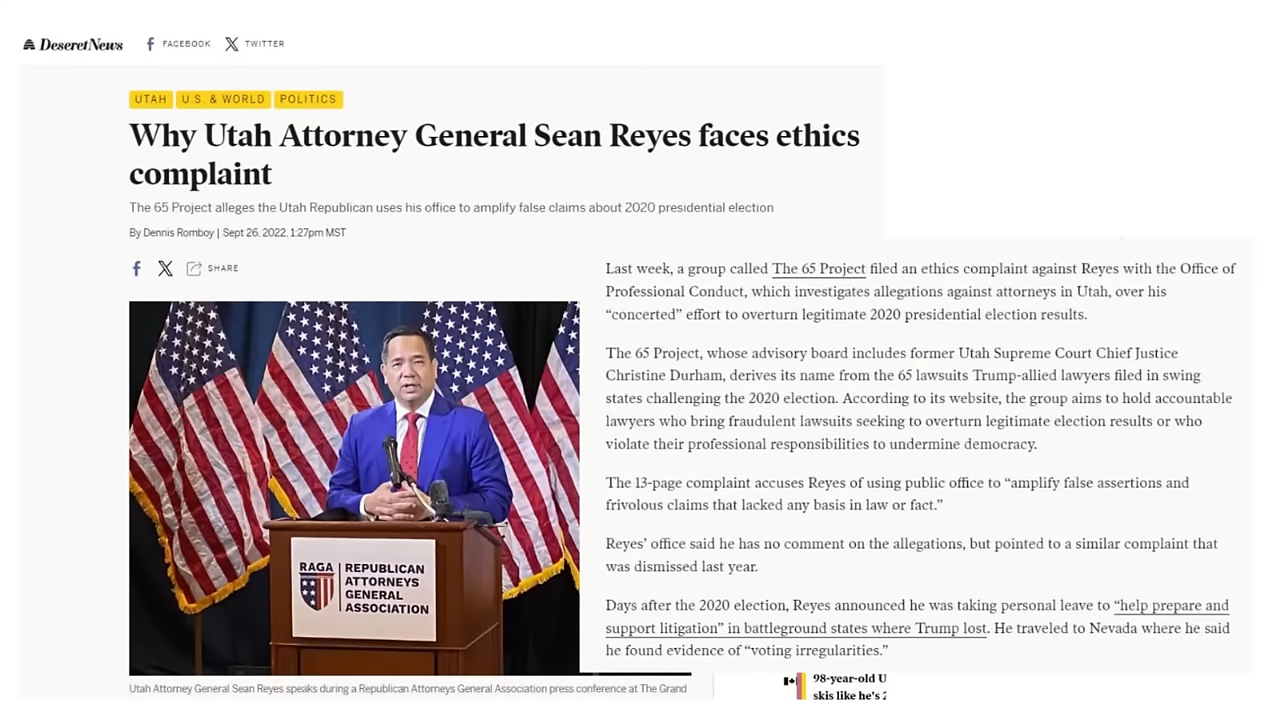 DeseretNews FACEBOOK TWITTER
UTAH U.S. & WORLD POLITICS
Why Utah Attorney General Sean Reyes faces ethics
complaint
The 65 Project alleges the Utah Republican uses his office to amplify false claims about 2020 presidential election
By Dennis Romboy | Sept 26, 2022, 1:27pm MST
SHARE
RAGA REPUBLICAN
ATTORNEYS
GENERAL
ASSOCIATION
Utah Attorney General Sean Reyes speaks during a Republican Attorneys General Association press conference at The Grand
Last week, a group called The 65 Project filed an ethics complaint against Reyes with the Office of
Professional Conduct, which investigates allegations against attorneys in Utah, over his
“concerted” effort to overturn legitimate 2020 presidential election results.
The 65 Project, whose advisory board includes former Utah Supreme Court Chief Justice
Christine Durham, derives its name from the 65 lawsuits Trump-allied lawyers filed in swing
states challenging the 2020 election. According to its website, the group aims to hold accountable
lawyers who bring fraudulent lawsuits seeking to overturn legitimate election results or who
violate their professional responsibilities to undermine democracy.
The 13-page complaint accuses Reyes of using public office to “amplify false assertions and
frivolous claims that lacked any basis in law or fact.”
Reyes’ office said he has no comment on the allegations, but pointed to a similar complaint that
was dismissed last year.
Days after the 2020 election, Reyes announced he was taking personal leave to “help prepare and
support litigation” in battleground states where Trump lost. He traveled to Nevada where he said
he found evidence of “voting irregularities.”
98-year-old U
skis like he's